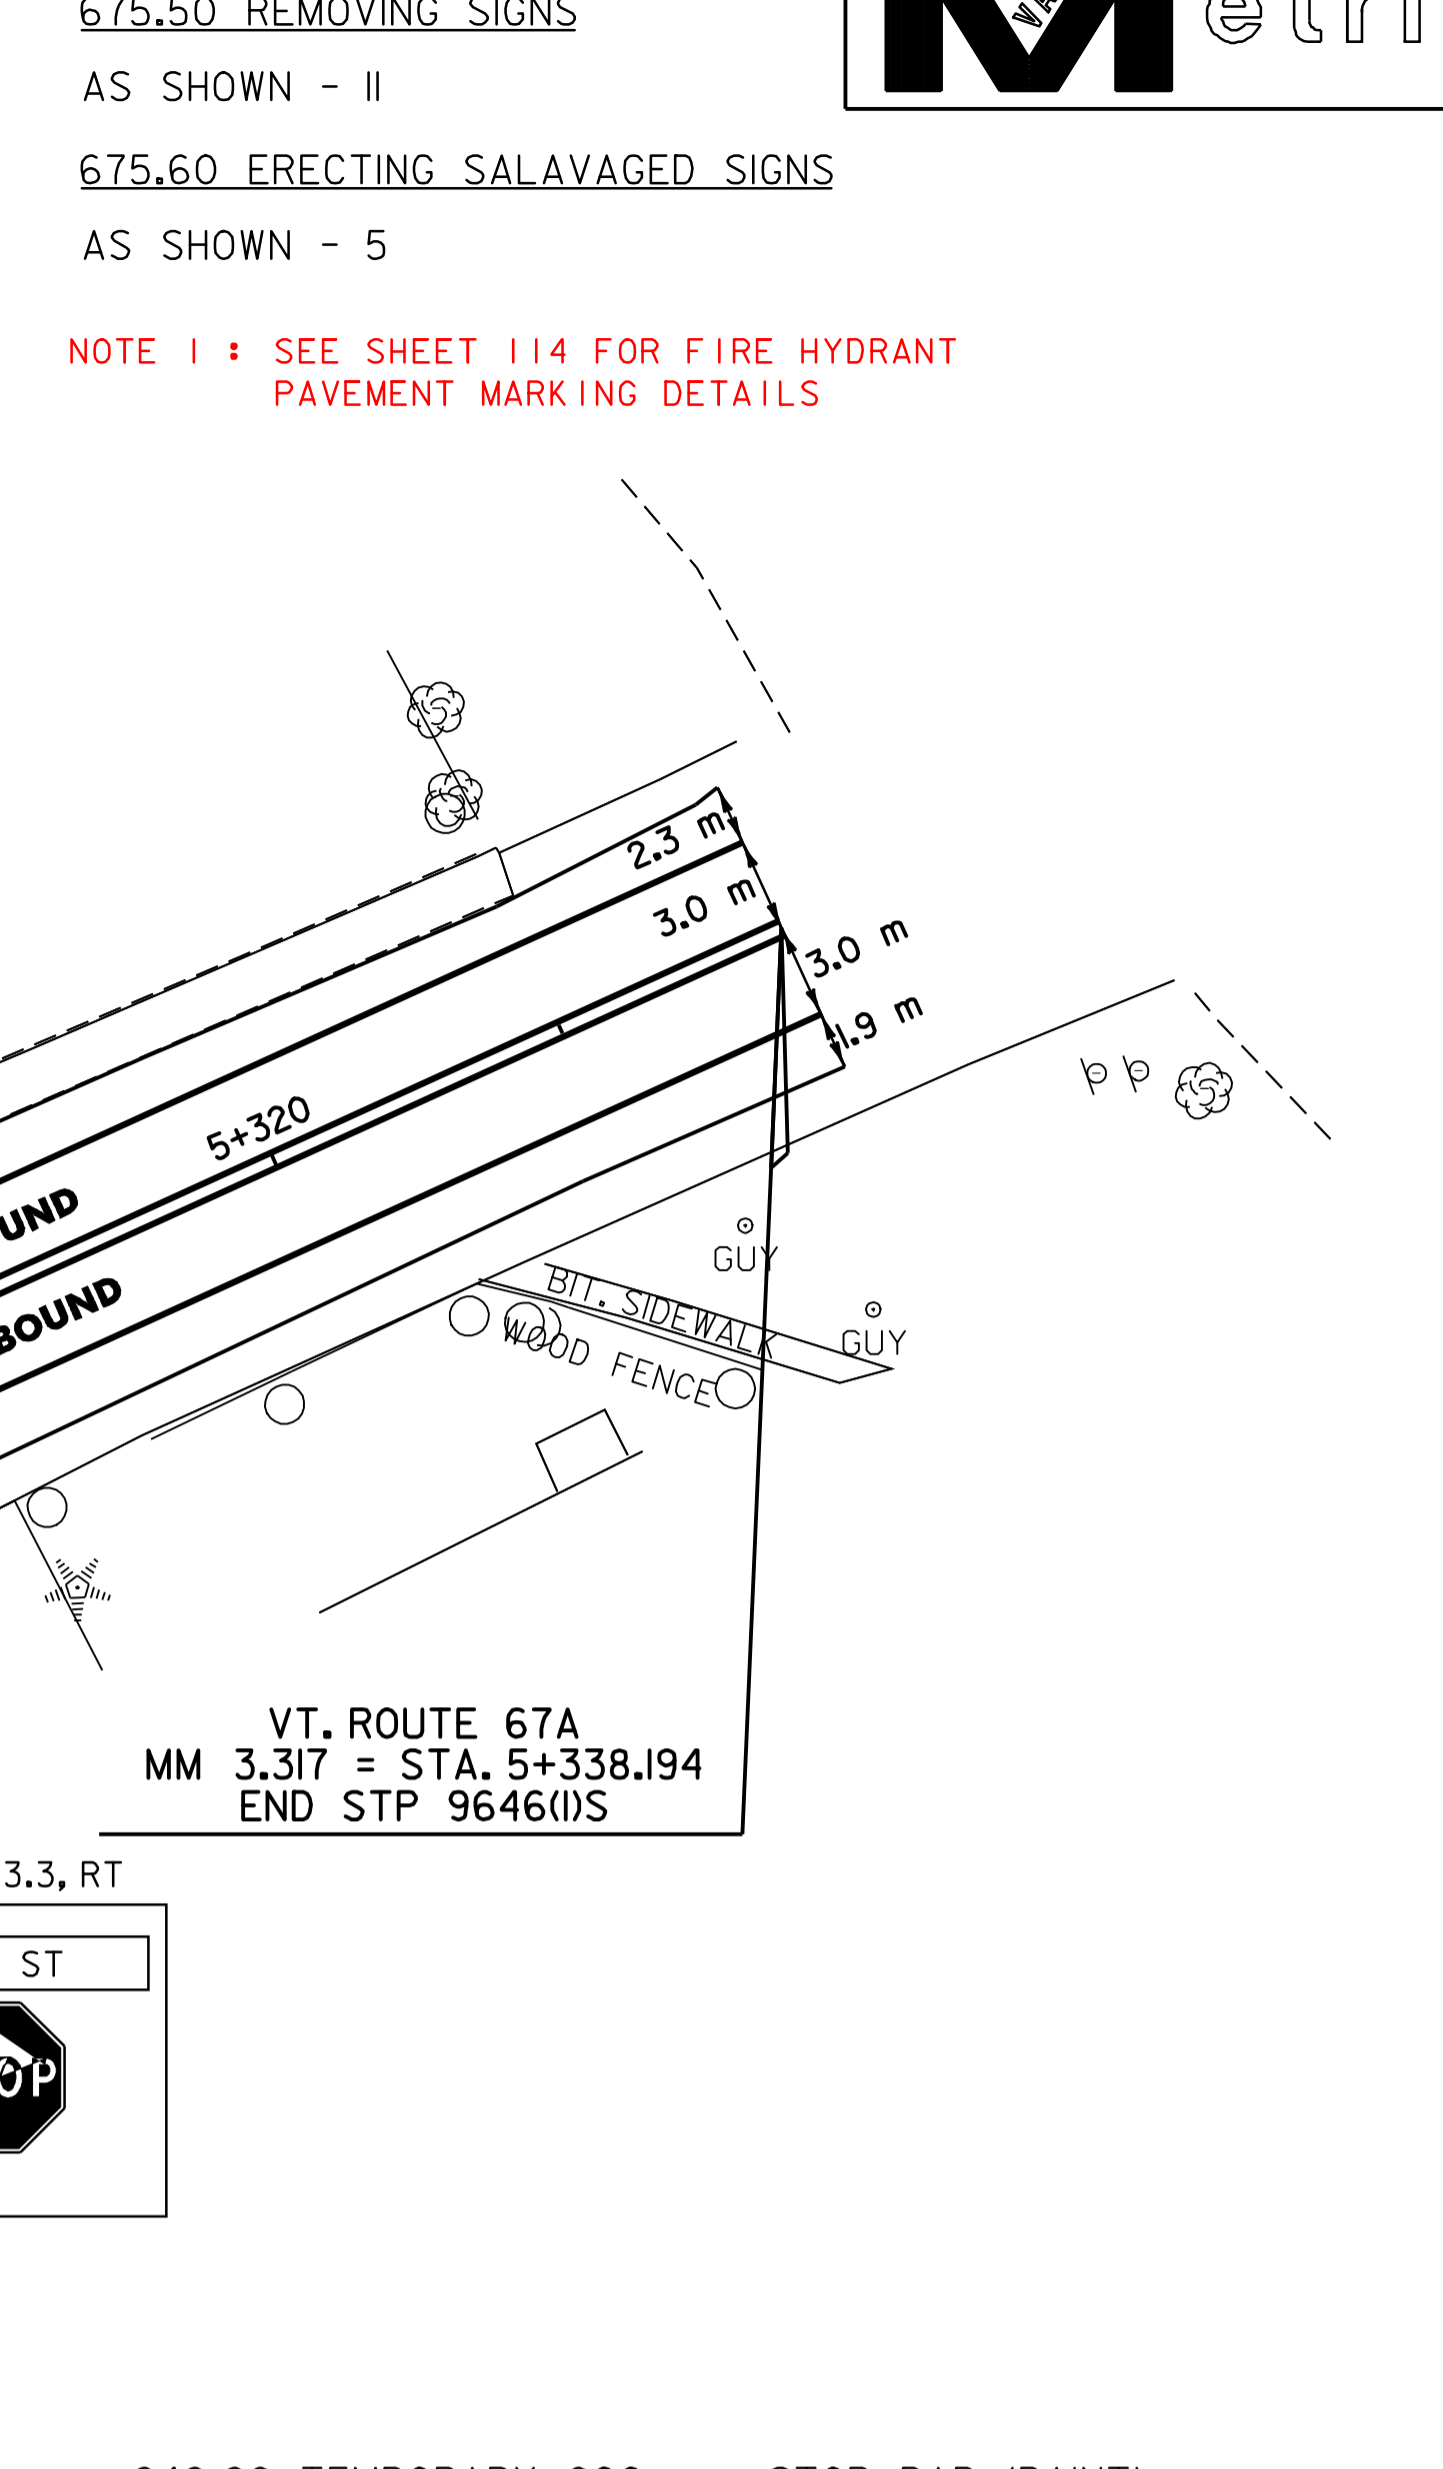 675.50 REMOVING SIGNS
AS SHOWN - 11
675.60 ERECTING SALAVAGED SIGNS
AS SHOWN - 5
NOTE 1 : SEE SHEET 114 FOR FIRE HYDRANT
PAVEMENT MARKING DETAILS
etri
2.3 m
3.0 m
3.0 m
1.9 m
5+320
UND
BOUND
GUY
BIT. SIDEWALK
GUY
WOOD FENCE
VT. ROUTE 67A
MM 3.317 = STA. 5+338.194
END STP 9646(1)S
3.3, RT
ST
OP